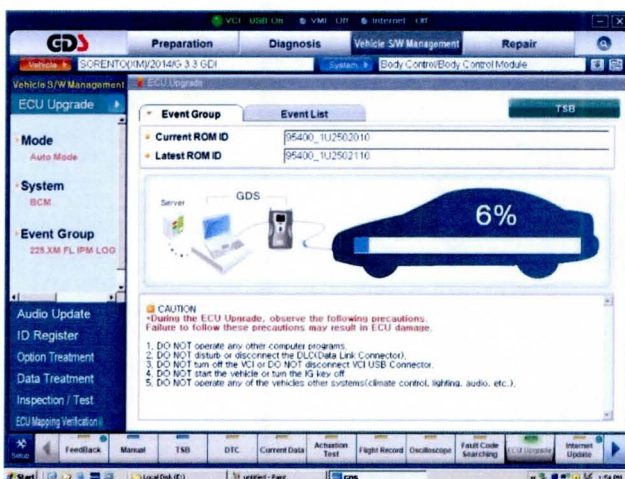 VCI USB On VMI Off Internet Off
GDS Preparation Diagnosis Vehicle S/W Management Repair
Vehicle SORENTO(XM)/2014/G 3.3 GDI System Body Control/Body Control Module
Vehicle S/W Management ECU Upgrade
ECU Upgrade
TSB
Event Group Event List
Mode
Auto Mode
System
BCM
Event Group
225.XM FL IPM LOG
Current ROM ID 95400_1U2502010
Latest ROM ID 95400_1U2502110
Server GDS
6%
CAUTION
•During the ECU Upgrade, observe the following precautions.
Failure to follow these precautions may result in ECU damage.
1. DO NOT operate any other computer programs.
2. DO NOT disturb or disconnect the DLC(Data Link Connector).
3. DO NOT turn off the VCI or DO NOT disconnect VCI USB Connector.
4. DO NOT start the vehicle or turn the IG key off
5. DO NOT operate any of the vehicles other systems(climate control, lighting, audio, etc.).
Audio Update
ID Register
Option Treatment
Data Treatment
Inspection / Test
ECU Mapping Verification
Setup FeedBack Manual TSB DTC Current Data Actuation Test Flight Record Oscilloscope Fault Code Searching ECU Upgrade Internet Update
Start Local Disk (E:) untitled - Paint GDS 1:54 PM